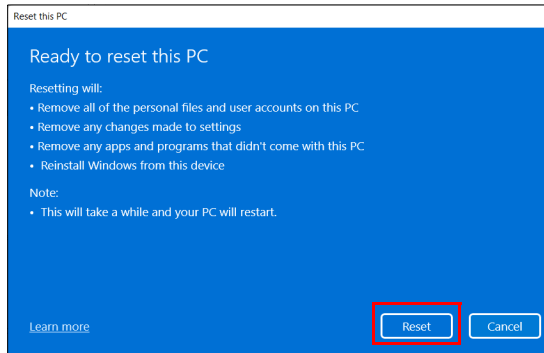 Reset this PC
Ready to reset this PC
Resetting will:
• Remove all of the personal files and user accounts on this PC
• Remove any changes made to settings
• Remove any apps and programs that didn't come with this PC
• Reinstall Windows from this device
Note:
• This will take a while and your PC will restart.
Learn more
Reset
Cancel